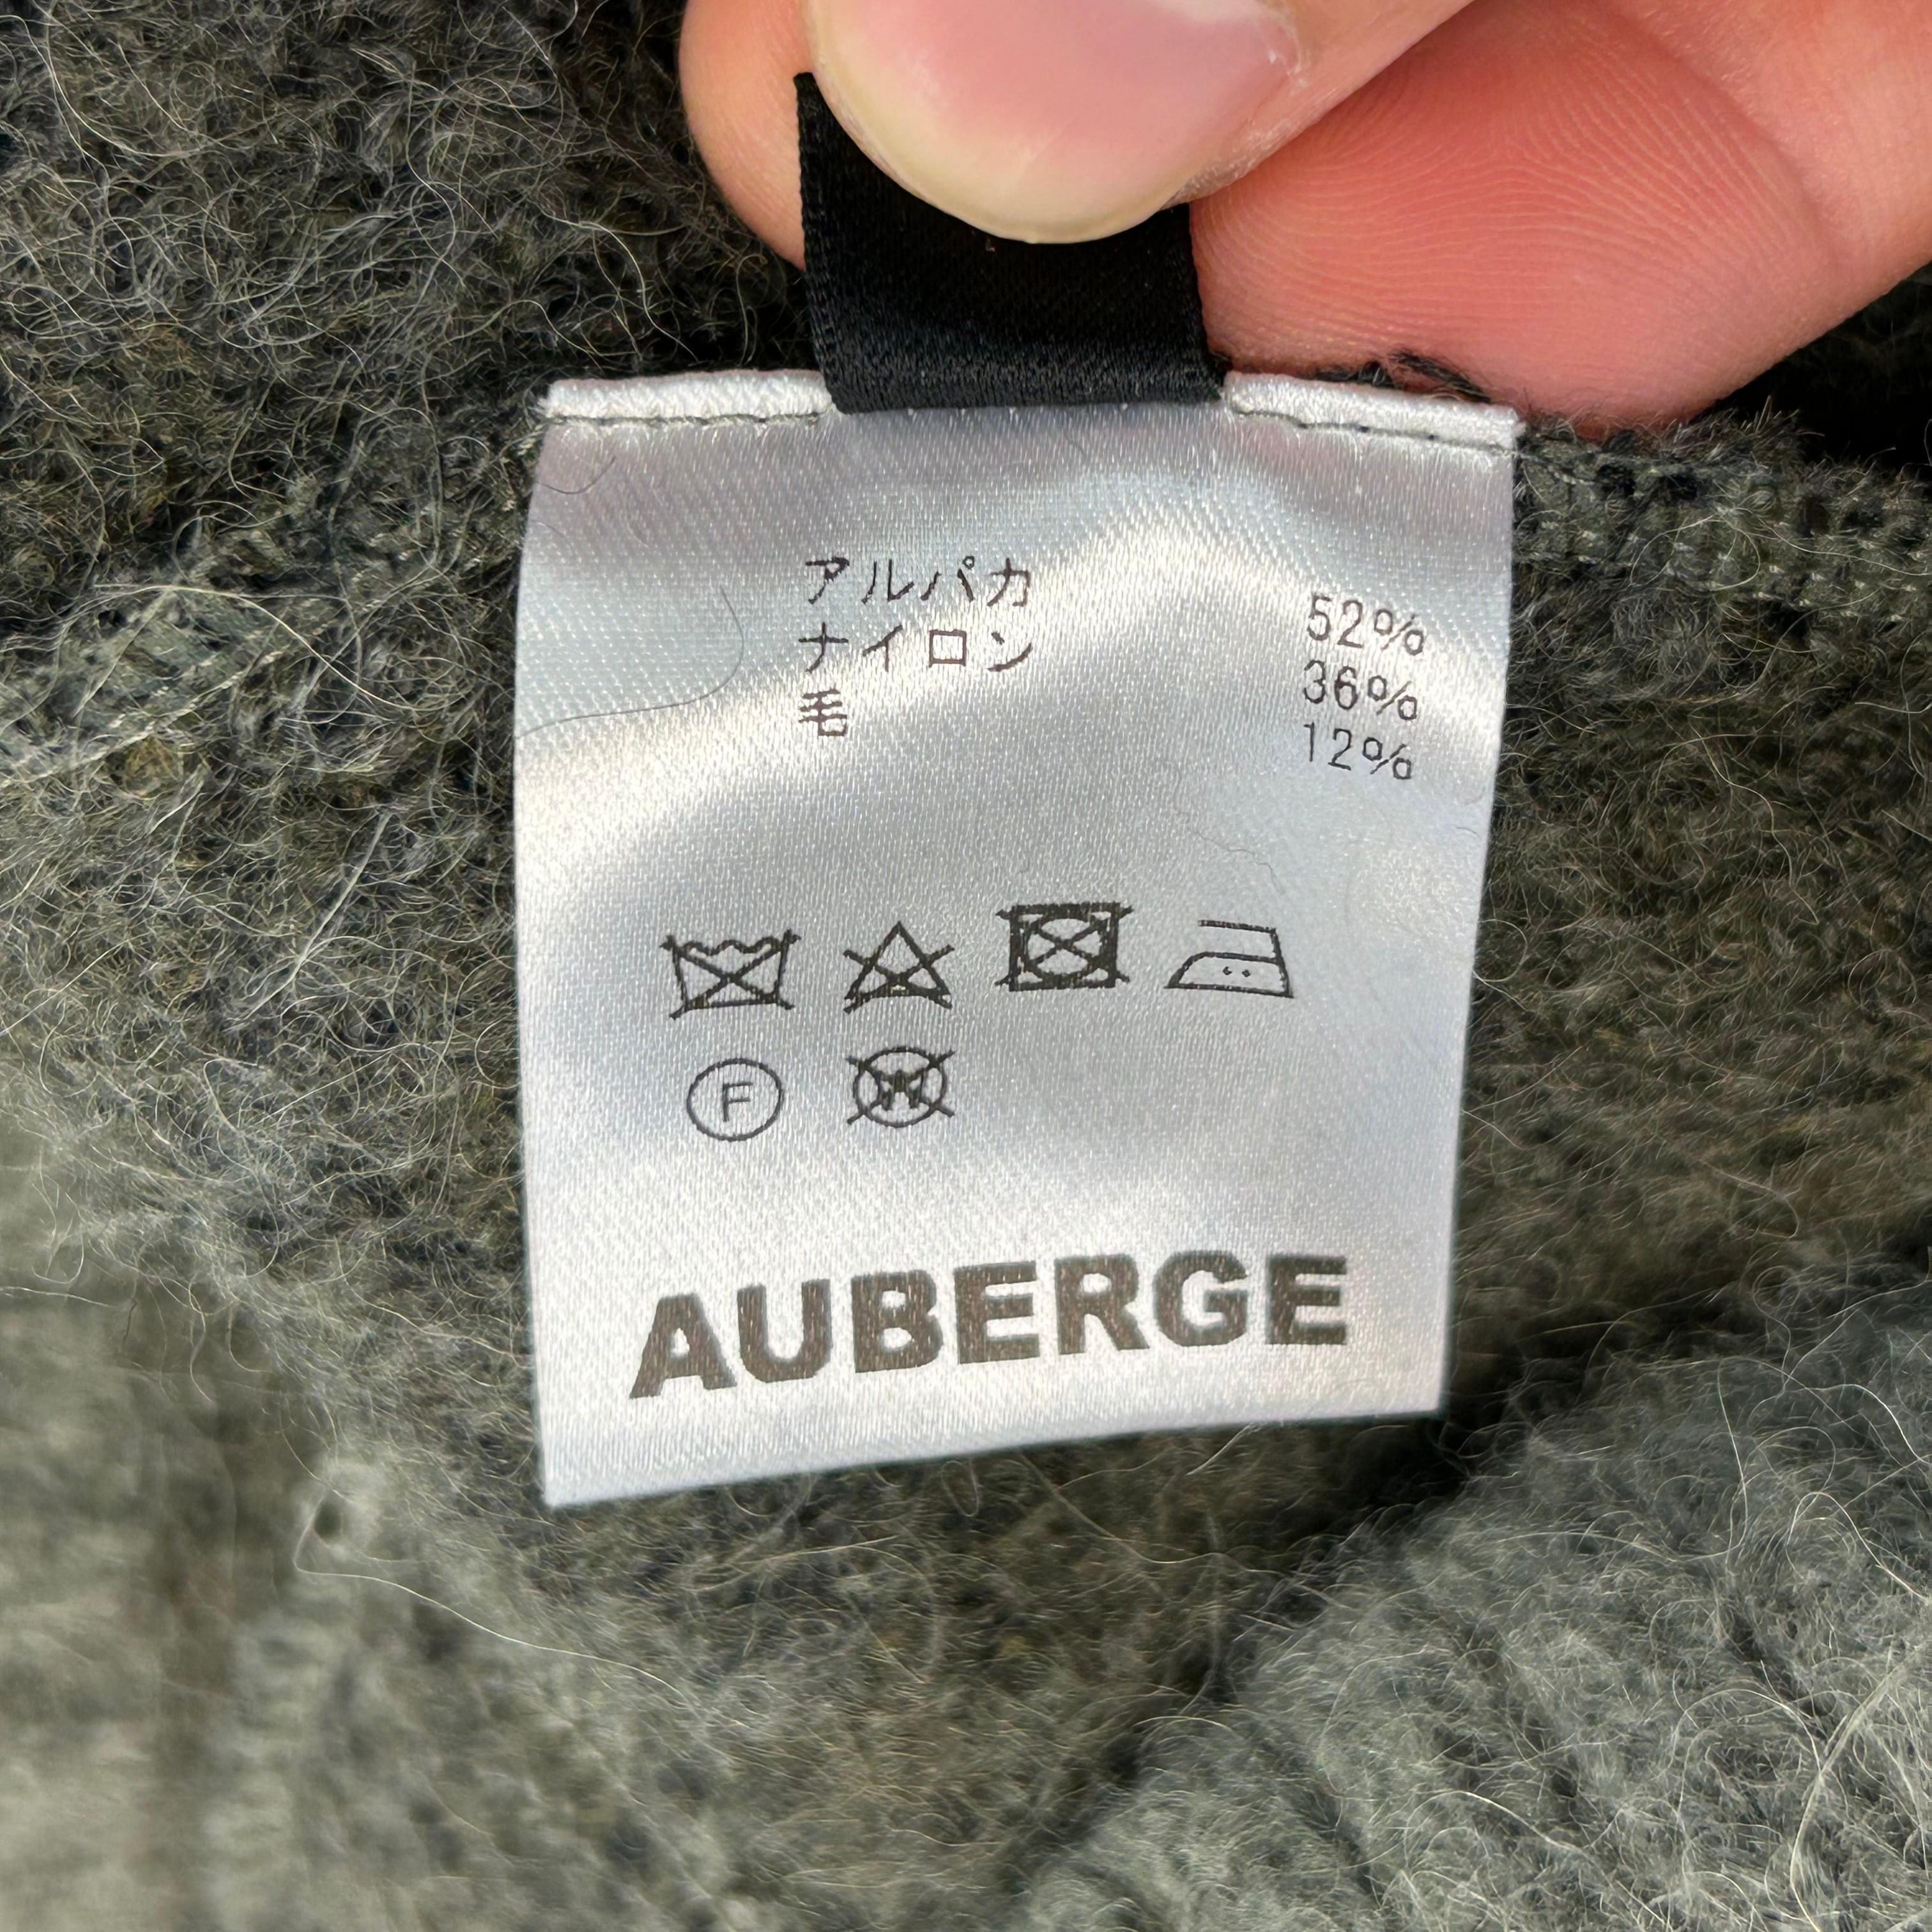 アルパカ 52%
ナイロン 36%
毛 12%
F W
AUBERGE